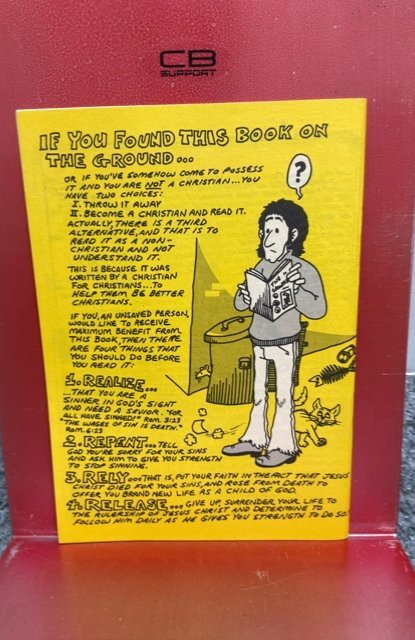 CB
SUPPORT
IF YOU FOUND THIS BOOK ON
THE GROUND...
OR IF YOU'VE SOMEHOW COME TO POSSESS
IT AND YOU ARE NOT A CHRISTIAN...YOU
HAVE TWO CHOICES:
I. THROW IT AWAY
II. BECOME A CHRISTIAN AND READ IT.
ACTUALLY, THERE IS A THIRD
ALTERNATIVE, AND THAT IS TO
READ IT AS A NON-
CHRISTIAN AND NOT
UNDERSTAND IT.
THIS IS BECAUSE IT WAS
WRITTEN BY A CHRISTIAN
FOR CHRISTIANS...TO
HELP THEM BE BETTER
CHRISTIANS.
IF YOU, AN UNSAVED PERSON,
WOULD LIKE TO RECEIVE
MAXIMUM BENEFIT FROM
THIS BOOK, THEN THERE
ARE FOUR THINGS THAT
YOU SHOULD DO BEFORE
YOU READ IT:
1. REALIZE...
...THAT YOU ARE A
SINNER IN GOD'S SIGHT
AND NEED A SAVIOR. "FOR
ALL HAVE SINNED!" ROM. 3:23
"THE WAGES OF SIN IS DEATH."
ROM. 6:23
2. REPENT...TELL
GOD YOU'RE SORRY FOR YOUR SINS
AND ASK HIM TO GIVE YOU STRENGTH
TO STOP SINNING.
3. RELY...THAT IS, PUT YOUR FAITH IN THE FACT THAT JESUS
CHRIST DIED FOR YOUR SINS, AND ROSE FROM DEATH TO
OFFER YOU BRAND NEW LIFE AS A CHILD OF GOD.
4. RELEASE... GIVE UP, SURRENDER YOUR LIFE TO
THE RULERSHIP OF JESUS CHRIST AND DETERMINE TO
FOLLOW HIM DAILY AS HE GIVES YOU STRENGTH TO DO SO!
?